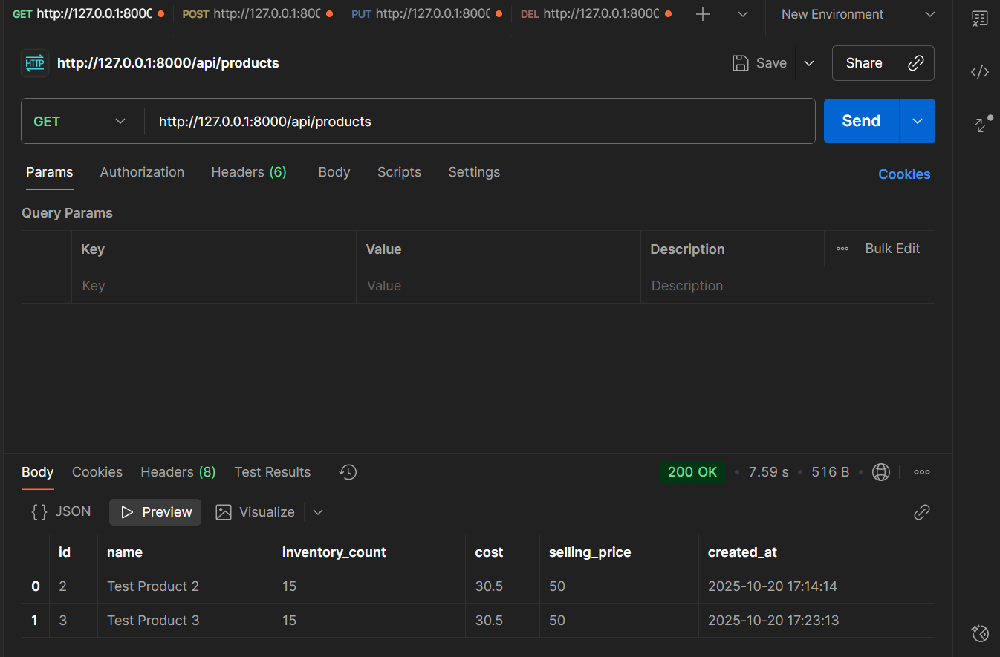 GET http://127.0.0.1:8000 POST http://127.0.0.1:800 PUT http://127.0.0.1:8000 DEL http://127.0.0.1:8000 New Environment
HTTP http://127.0.0.1:8000/api/products Save Share
GET http://127.0.0.1:8000/api/products Send
Params Authorization Headers (6) Body Scripts Settings Cookies
Query Params
Key Value Description Bulk Edit
Key Value Description
Body Cookies Headers (8) Test Results 200 OK 7.59 s 516 B
{} JSON Preview Visualize
id name inventory_count cost selling_price created_at
0 2 Test Product 2 15 30.5 50 2025-10-20 17:14:14
1 3 Test Product 3 15 30.5 50 2025-10-20 17:23:13